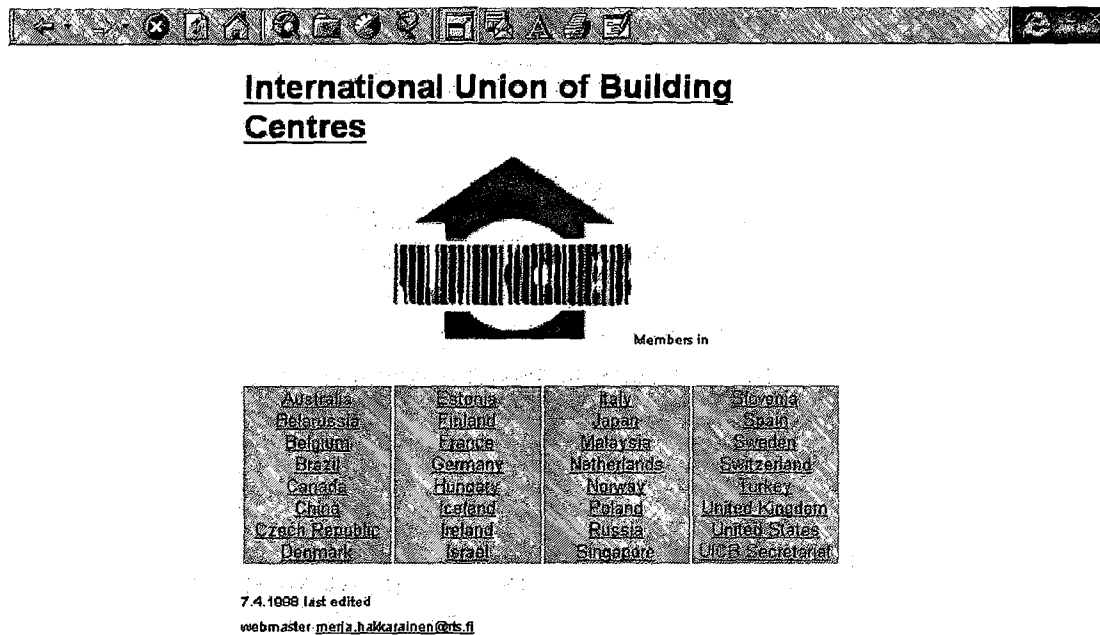 International Union of Building
Centres
Members in
Australia Estonia Italy Slovenia
Belarussia Finland Japan Spain
Belgium France Malaysia Sweden
Brazil Germany Netherlands Switzerland
Canada Hungary Norway Turkey
China Iceland Poland United Kingdom
Czech Republic Ireland Russia United States
Denmark Israel Singapore UICB Secretariat
7.4.1998 last edited
webmaster merja.hakkarainen@rts.fi